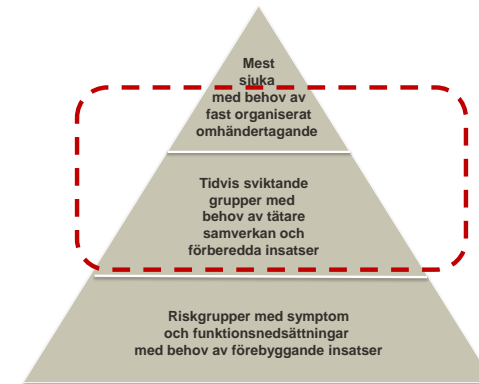 Mest
sjuka
med behov av
fast organiserat
omhändertagande
Tidvis sviktande
grupper med
behov av tätare
samverkan och
förberedda insatser
Riskgrupper med symptom
och funktionsnedsättningar
med behov av förebyggande insatser